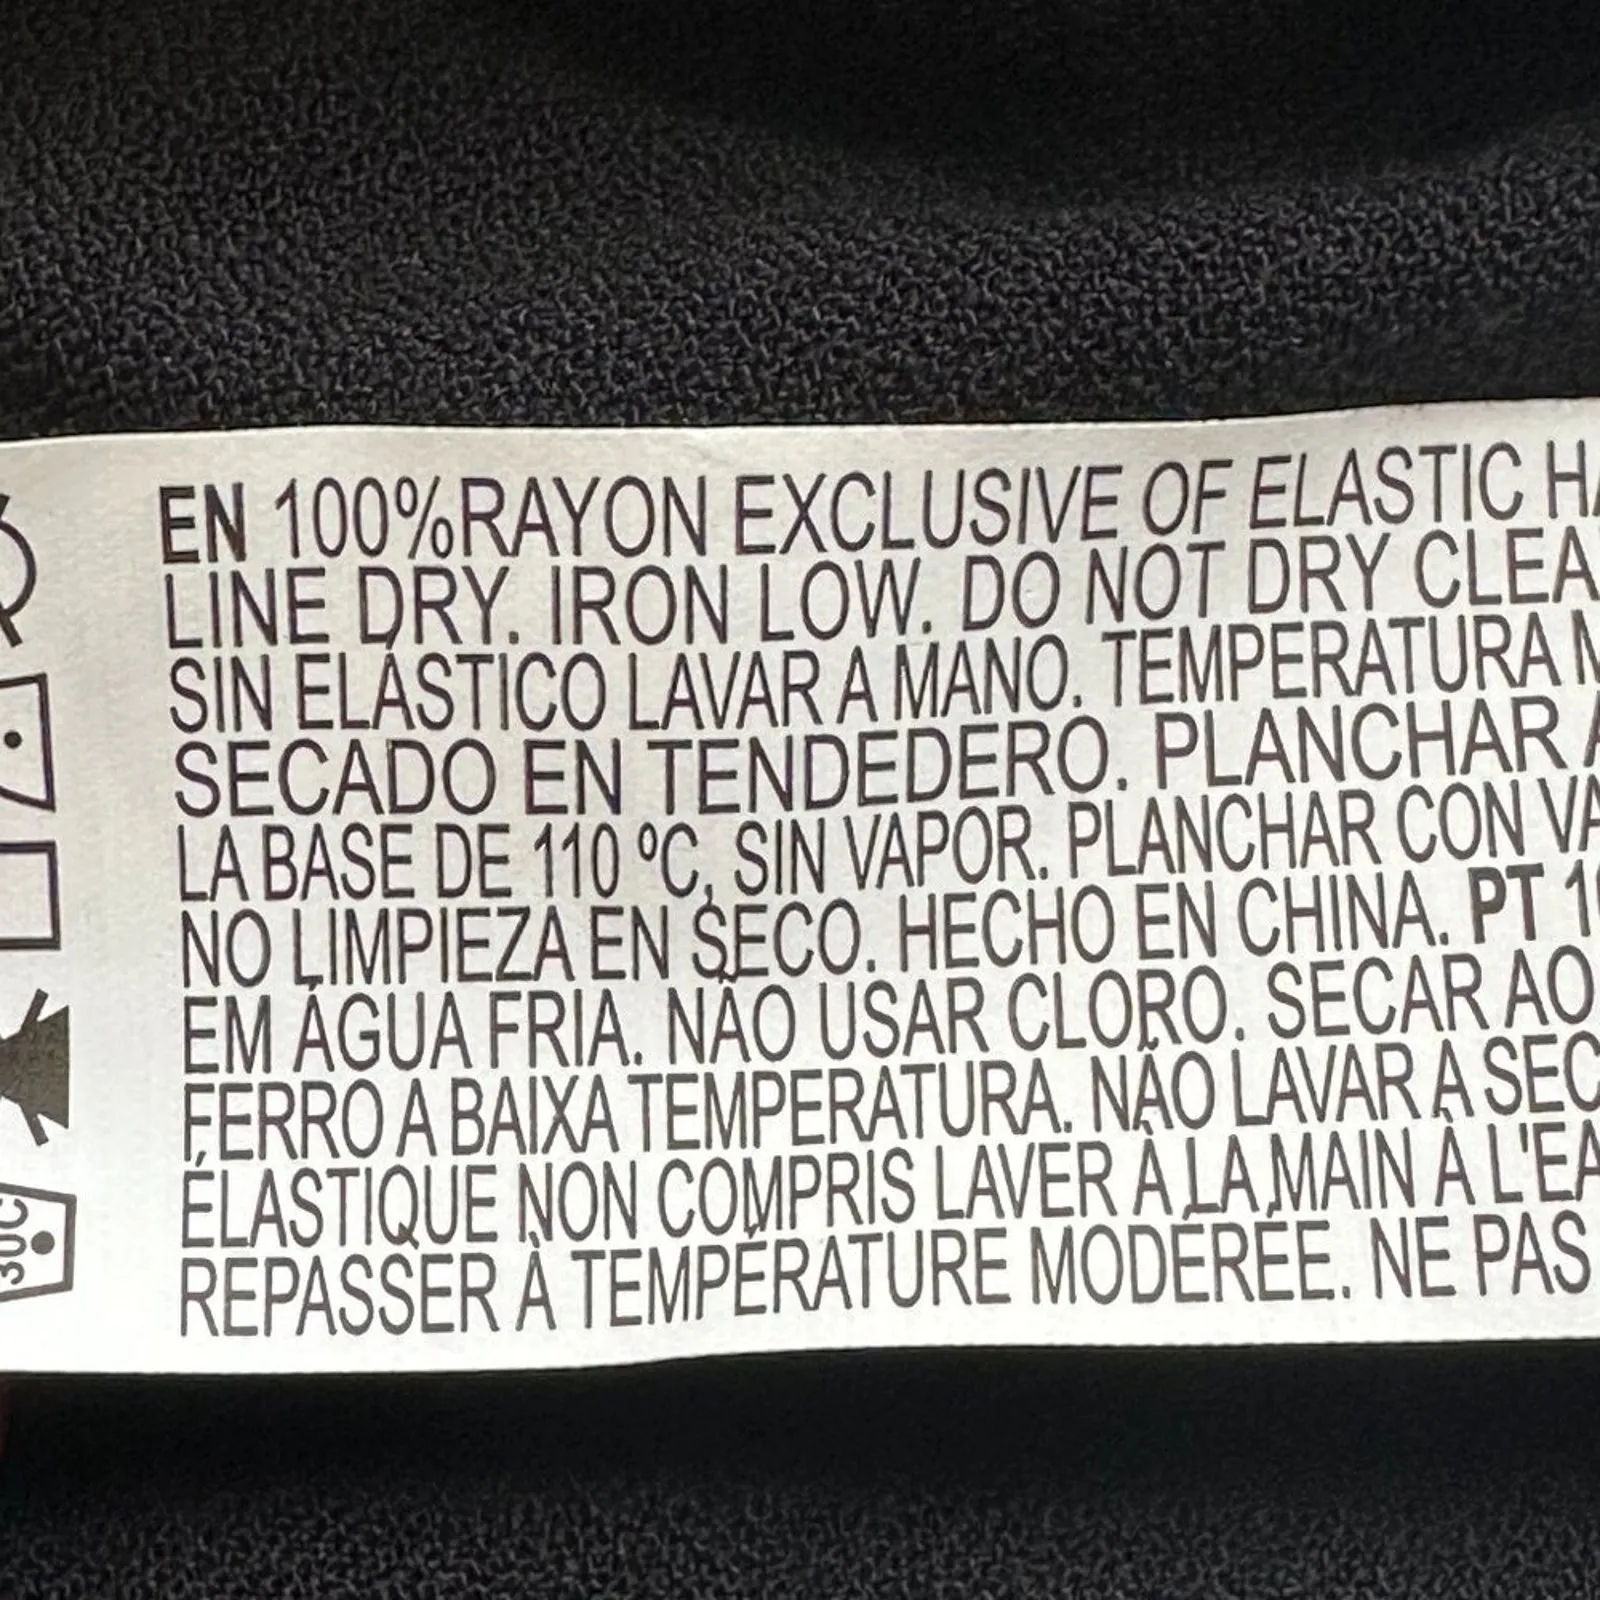 EN 100%RAYON EXCLUSIVE OF ELASTIC
LINE DRY. IRON LOW. DO NOT DRY
SIN ELÁSTICO LAVAR A MANO. TEMPERATURA
SECADO EN TENDEDERO. PLANCHAR
LA BASE DE 110 ºC, SIN VAPOR. PLANCHAR CON
NO LIMPIEZA EN SECO. HECHO EN CHINA. PT
EM ÁGUA FRIA. NÃO USAR CLORO. SECAR AO
FERRO A BAIXA TEMPERATURA. NÃO LAVAR A
ÉLASTIQUE NON COMPRIS LAVER À LA MAIN À
REPASSER À TEMPÉRATURE MODÉRÉE. NE PAS
30C